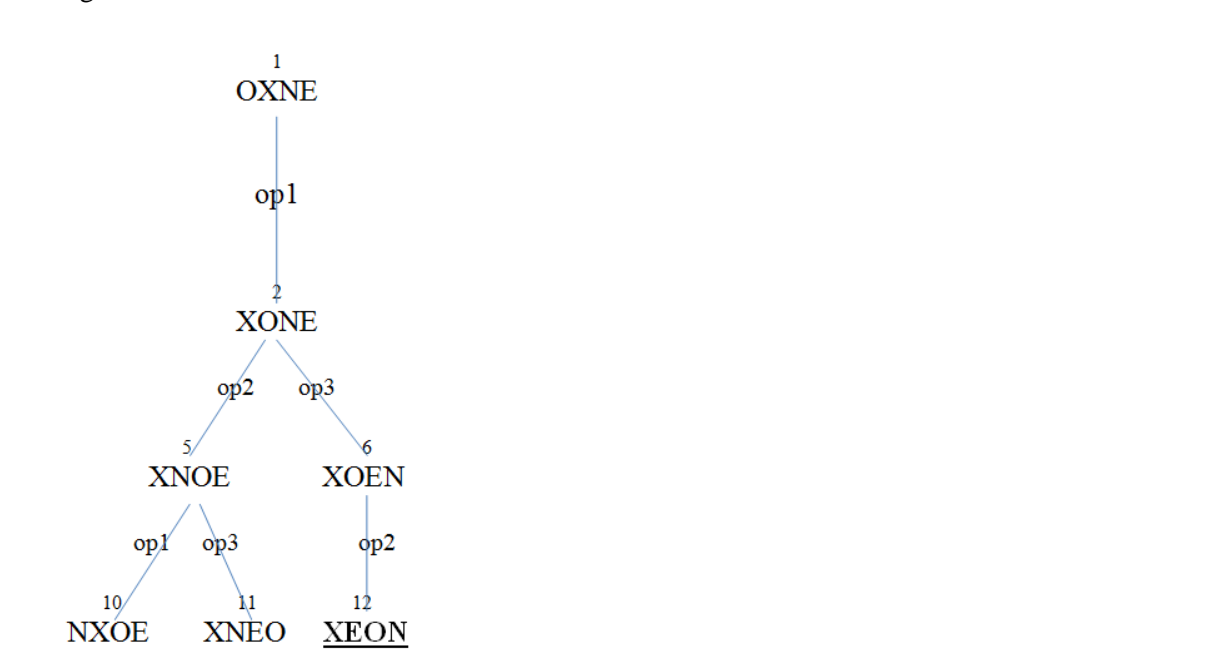 1
OXNE
op1
2
XONE
op2 op3
5 6
XNOE XOEN
op1 op3 op2
10 11 12
NXOE XNEO XEON